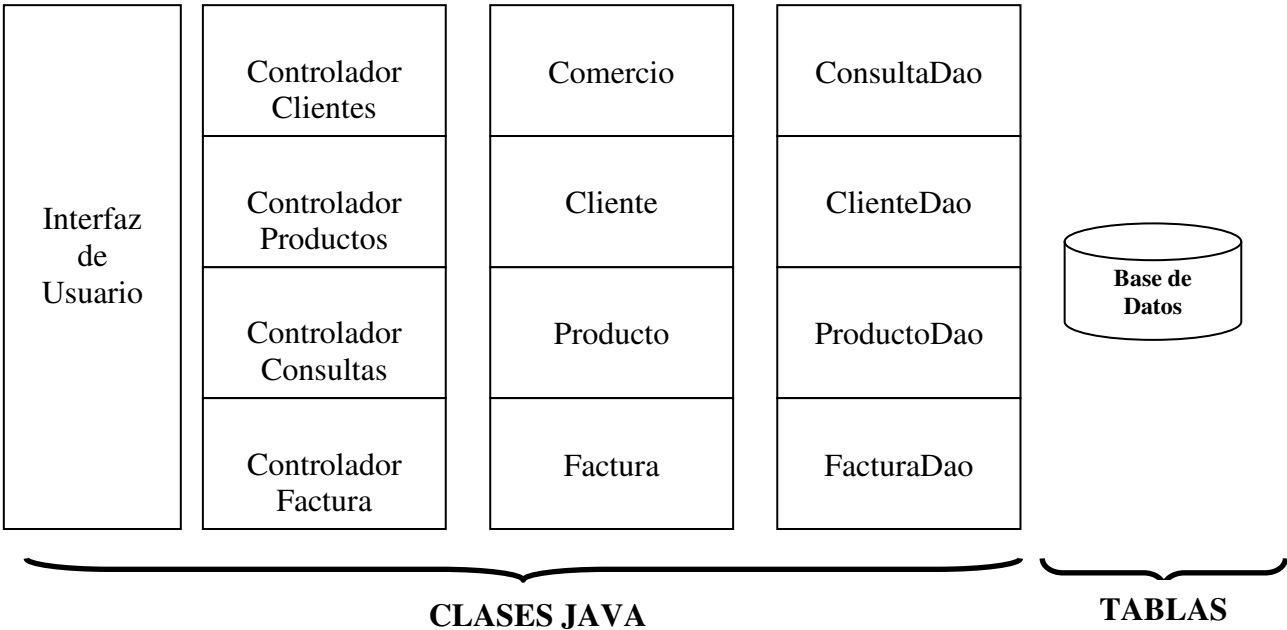 Interfaz
de
Usuario
Controlador
Clientes
Controlador
Productos
Controlador
Consultas
Controlador
Factura
Comercio
Cliente
Producto
Factura
ConsultaDao
ClienteDao
ProductoDao
FacturaDao
Base de
Datos
CLASES JAVA
TABLAS